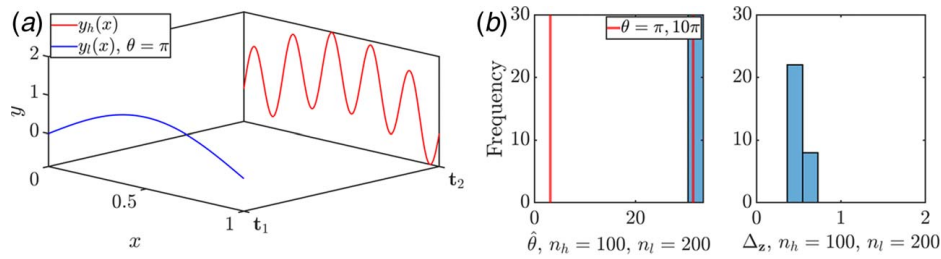 (a)
y_h(x)
y_l(x), θ = π
2
1
0
y
0
0.5
1
x
t_1
t_2
(b)
θ = π, 10π
Frequency
30
20
10
0
0
20
θ̂, n_h = 100, n_l = 200
30
20
10
0
0
1
2
Δ_z, n_h = 100, n_l = 200